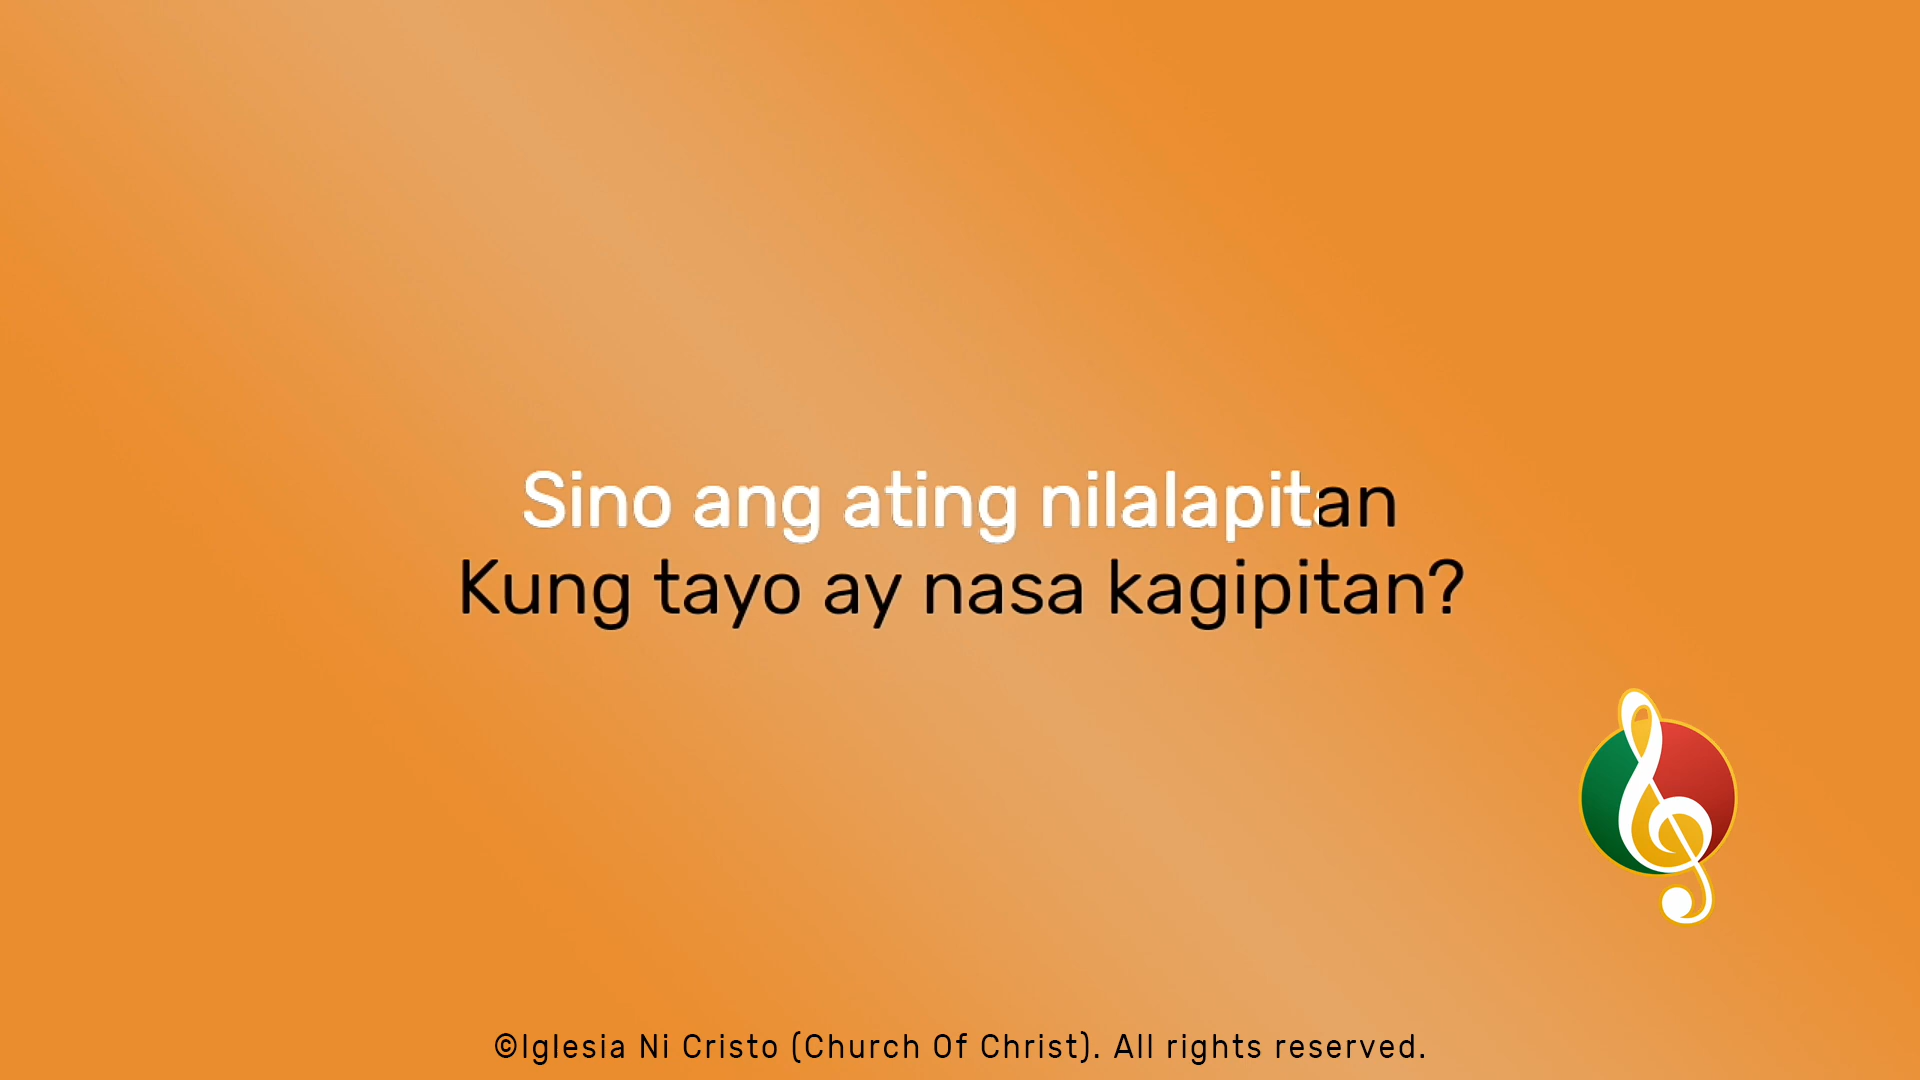 Sino ang ating nilalapitan
Kung tayo ay nasa kagipitan?
©Iglesia Ni Cristo (Church Of Christ). All rights reserved.